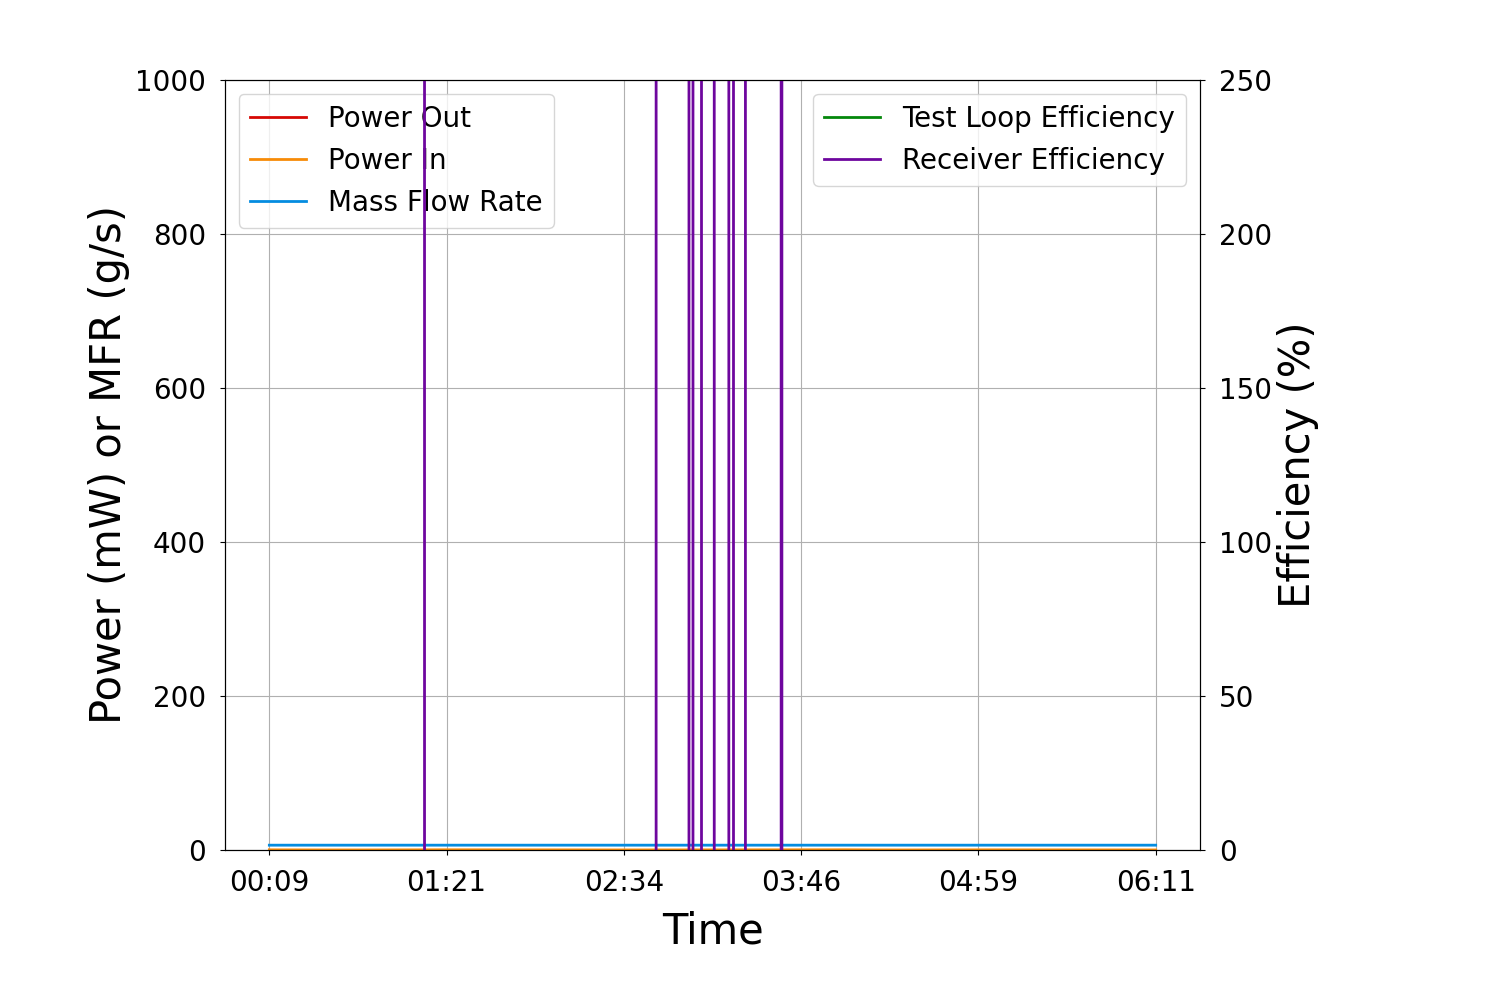 1000
800
600
400
200
0
Power (mW) or MFR (g/s)
Power Out
Power In
Mass Flow Rate
Test Loop Efficiency
Receiver Efficiency
250
200
150
100
50
0
Efficiency (%)
00:09 01:21 02:34 03:46 04:59 06:11
Time